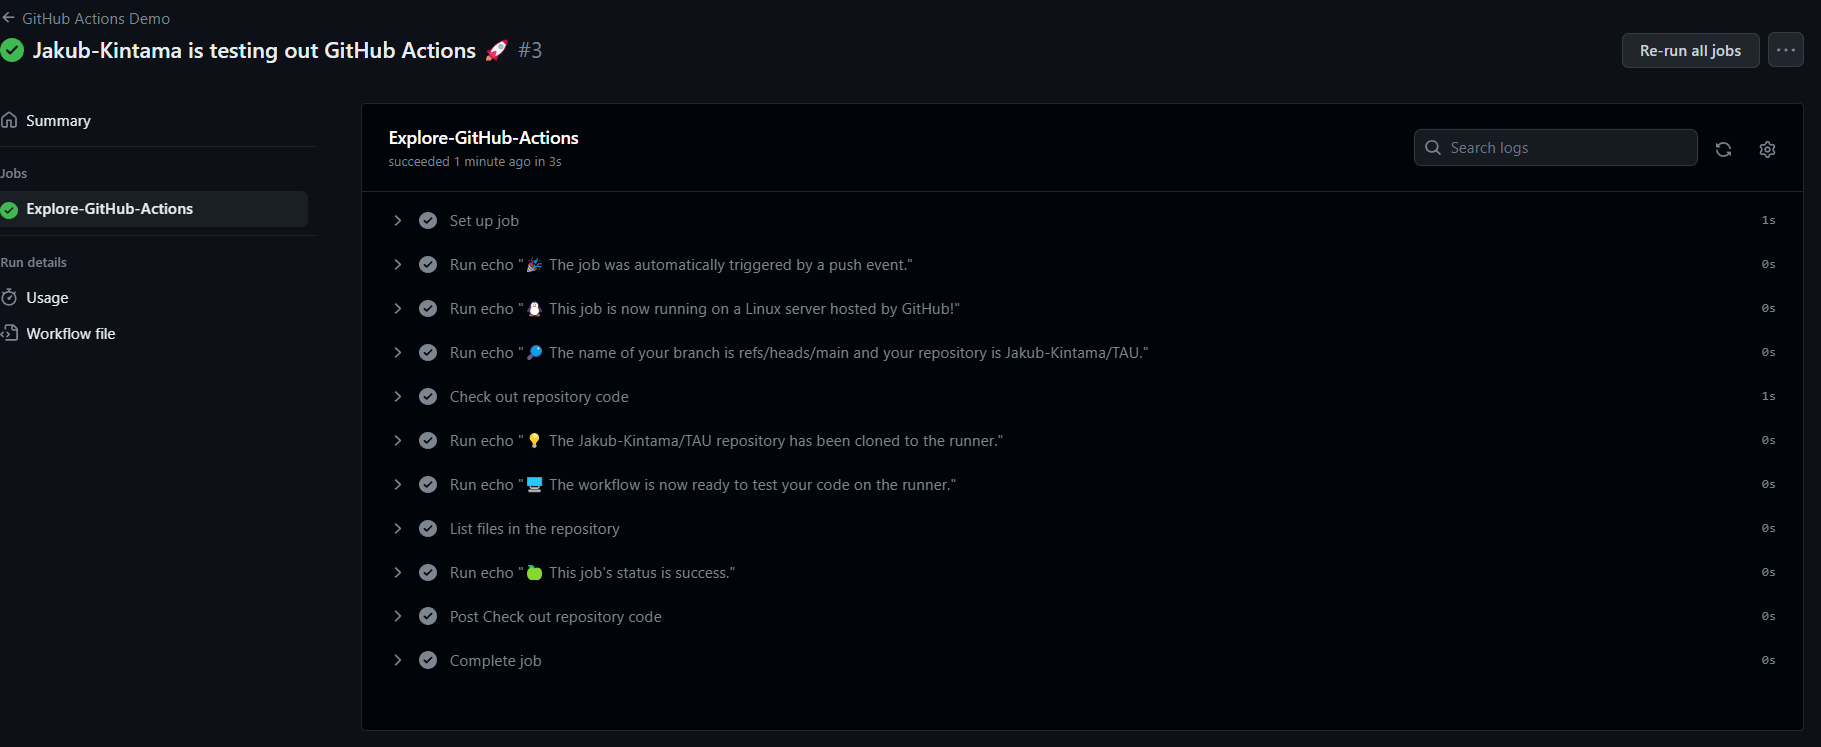 GitHub Actions Demo
Jakub-Kintama is testing out GitHub Actions 🚀 #3
Re-run all jobs
Summary
Jobs
Explore-GitHub-Actions
Run details
Usage
Workflow file
Explore-GitHub-Actions
succeeded 1 minute ago in 3s
Search logs
Set up job 1s
Run echo "🎉 The job was automatically triggered by a push event." 0s
Run echo "🐧 This job is now running on a Linux server hosted by GitHub!" 0s
Run echo "🔎 The name of your branch is refs/heads/main and your repository is Jakub-Kintama/TAU." 0s
Check out repository code 1s
Run echo "💡 The Jakub-Kintama/TAU repository has been cloned to the runner." 0s
Run echo "🖥️ The workflow is now ready to test your code on the runner." 0s
List files in the repository 0s
Run echo "🍏 This job's status is success." 0s
Post Check out repository code 0s
Complete job 0s